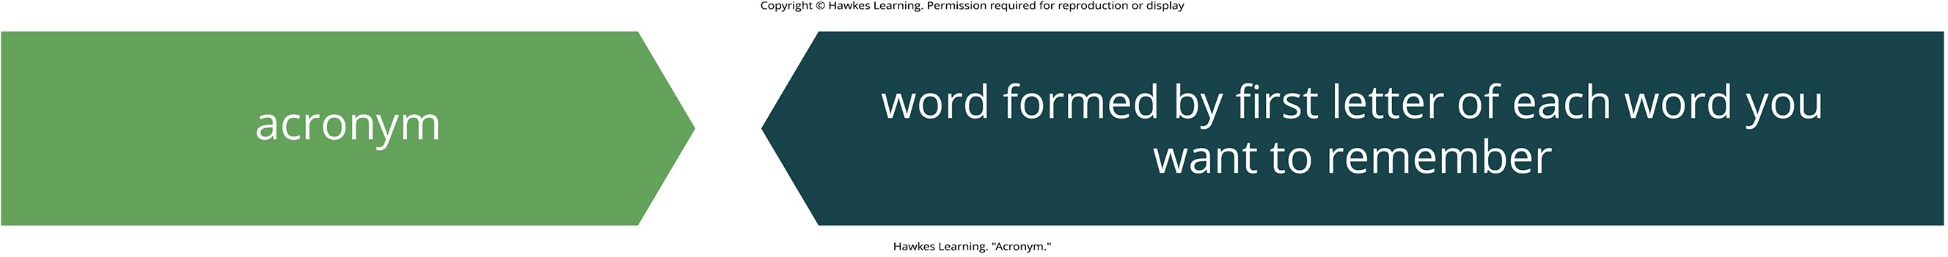 Copyright © Hawkes Learning. Permission required for reproduction or display
acronym
word formed by first letter of each word you
want to remember
Hawkes Learning. "Acronym."